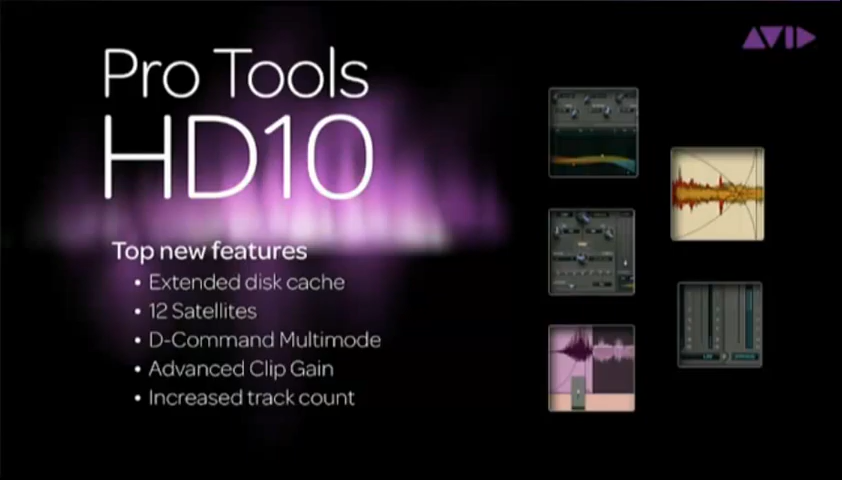 AVID
Pro Tools
HD10
Top new features
• Extended disk cache
• 12 Satellites
• D-Command Multimode
• Advanced Clip Gain
• Increased track count